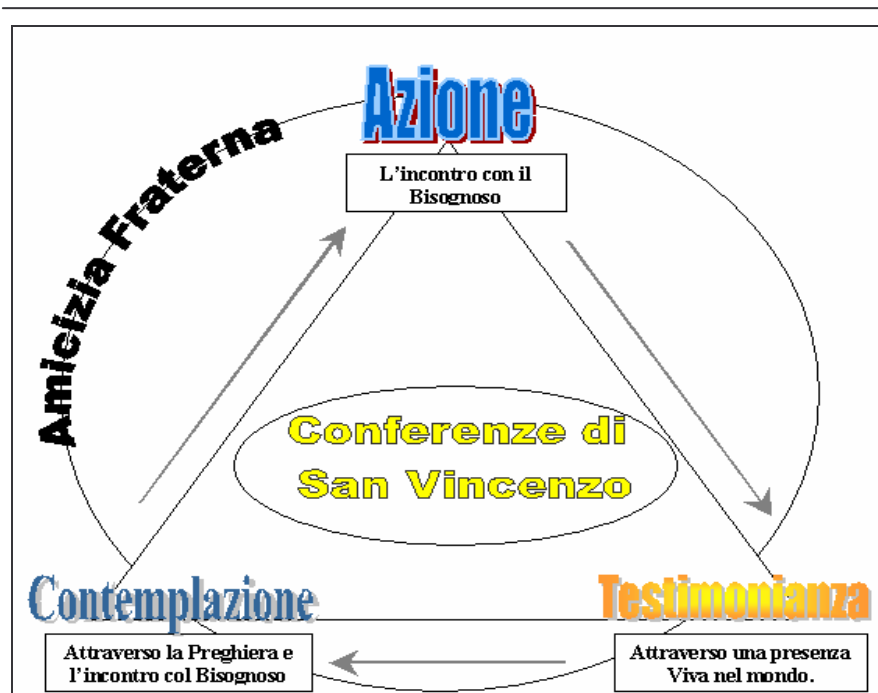 Azione
Amicizia Fraterna
L'incontro con il
Bisognoso
Conferenze di
San Vincenzo
Contemplazione
Testimonianza
Attraverso la Preghiera e
l'incontro col Bisognoso
Attraverso una presenza
Viva nel mondo.